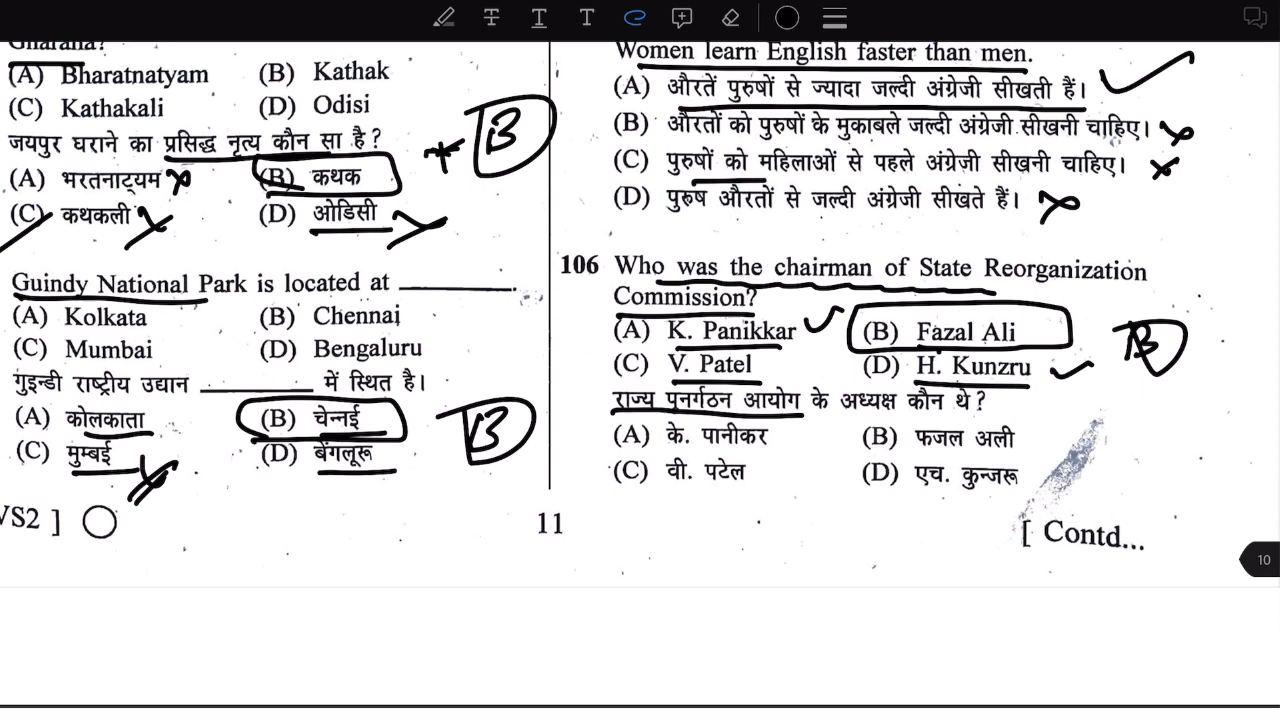 Gharana?
(A) Bharatnatyam (B) Kathak
(C) Kathakali (D) Odisi
जयपुर घराने का प्रसिद्ध नृत्य कौन सा है?
(A) भरतनाट्यम (B) कथक
(C) कथकली (D) ओडिसी
B
Guindy National Park is located at ________.
(A) Kolkata (B) Chennai
(C) Mumbai (D) Bengaluru
गुइन्डी राष्ट्रीय उद्यान ________ में स्थित है।
(A) कोलकाता (B) चेन्नई
(C) मुम्बई (D) बेंगलूरू
B
VS2 ]
11
Women learn English faster than men.
(A) औरतें पुरुषों से ज्यादा जल्दी अंग्रेजी सीखती हैं।
(B) औरतों को पुरुषों के मुकाबले जल्दी अंग्रेजी सीखनी चाहिए।
(C) पुरुषों को महिलाओं से पहले अंग्रेजी सीखनी चाहिए।
(D) पुरुष औरतों से जल्दी अंग्रेजी सीखते हैं।
106 Who was the chairman of State Reorganization
Commission?
(A) K. Panikkar (B) Fazal Ali
(C) V. Patel (D) H. Kunzru
B
राज्य पुनर्गठन आयोग के अध्यक्ष कौन थे?
(A) के. पानीकर (B) फजल अली
(C) वी. पटेल (D) एच. कुन्जरू
[ Contd...
10